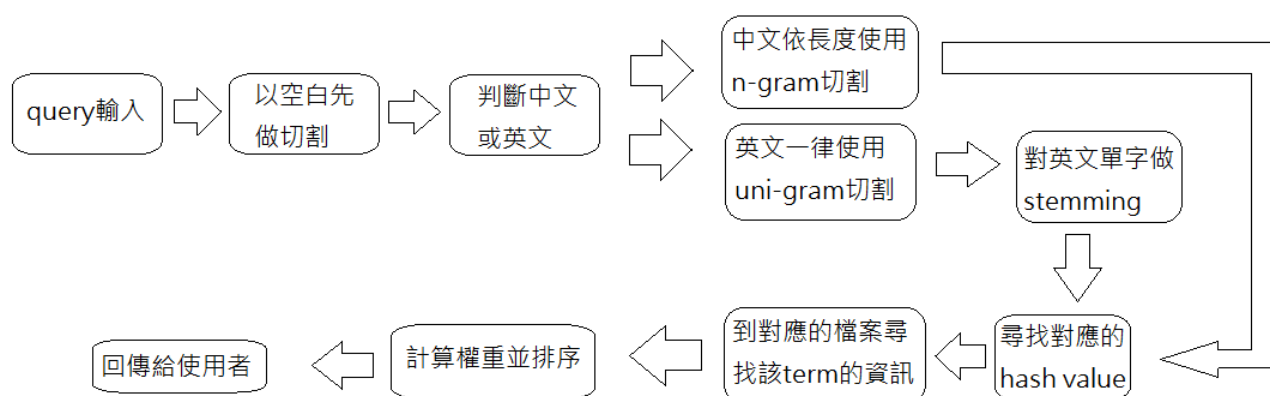 query輸入
以空白先
做切割
判斷中文
或英文
中文依長度使用
n-gram切割
英文一律使用
uni-gram切割
對英文單字做
stemming
尋找對應的
hash value
到對應的檔案尋
找該term的資訊
計算權重並排序
回傳給使用者